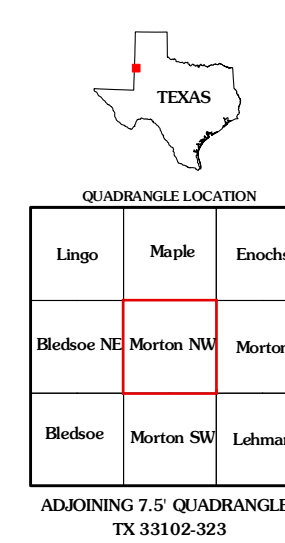 TEXAS
QUADRANGLE LOCATION
Lingo Maple Enochs
Bledsoe NE Morton NW Morton
Bledsoe Morton SW Lehman
ADJOINING 7.5' QUADRANGLE
TX 33102-323